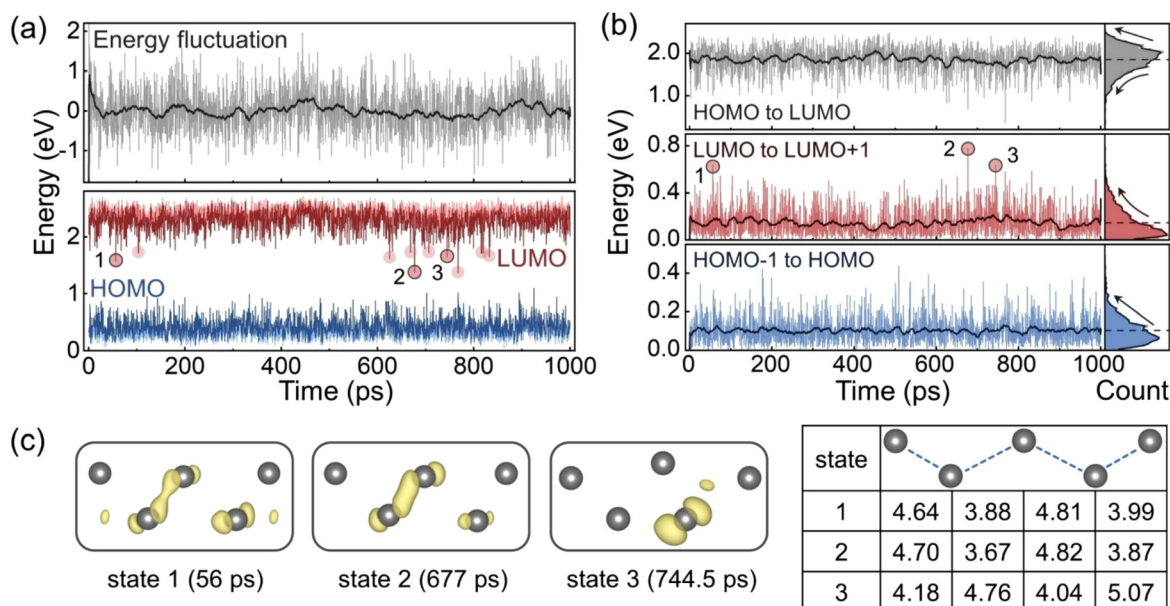 (a)
Energy fluctuation
2
1
0
-1
Energy (eV)
2
0
1
2
3
LUMO
HOMO
0 200 400 600 800 1000
Time (ps)
(b)
2.0
1.0
HOMO to LUMO
0.8
0.4
0.0
LUMO to LUMO+1
1
2
3
Energy (eV)
0.4
0.2
0.0
HOMO-1 to HOMO
0 200 400 600 800 1000
Time (ps)
Count
(c)
state 1 (56 ps)
state 2 (677 ps)
state 3 (744.5 ps)
state
1 4.64 3.88 4.81 3.99
2 4.70 3.67 4.82 3.87
3 4.18 4.76 4.04 5.07